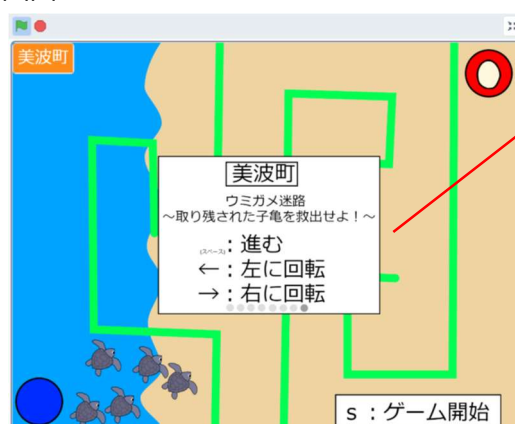 美波町
美波町
ウミガメ迷路
～取り残された子亀を救出せよ！～
(スペース)：進む
←：左に回転
→：右に回転
s：ゲーム開始